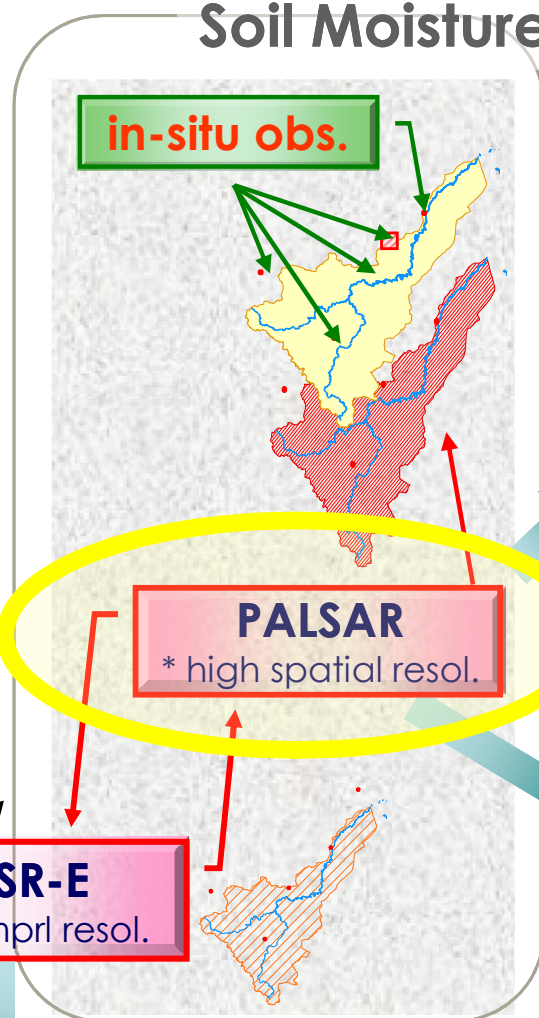 Soil Moisture
in-situ obs.
PALSAR
* high spatial resol.
SR-E
mprl resol.